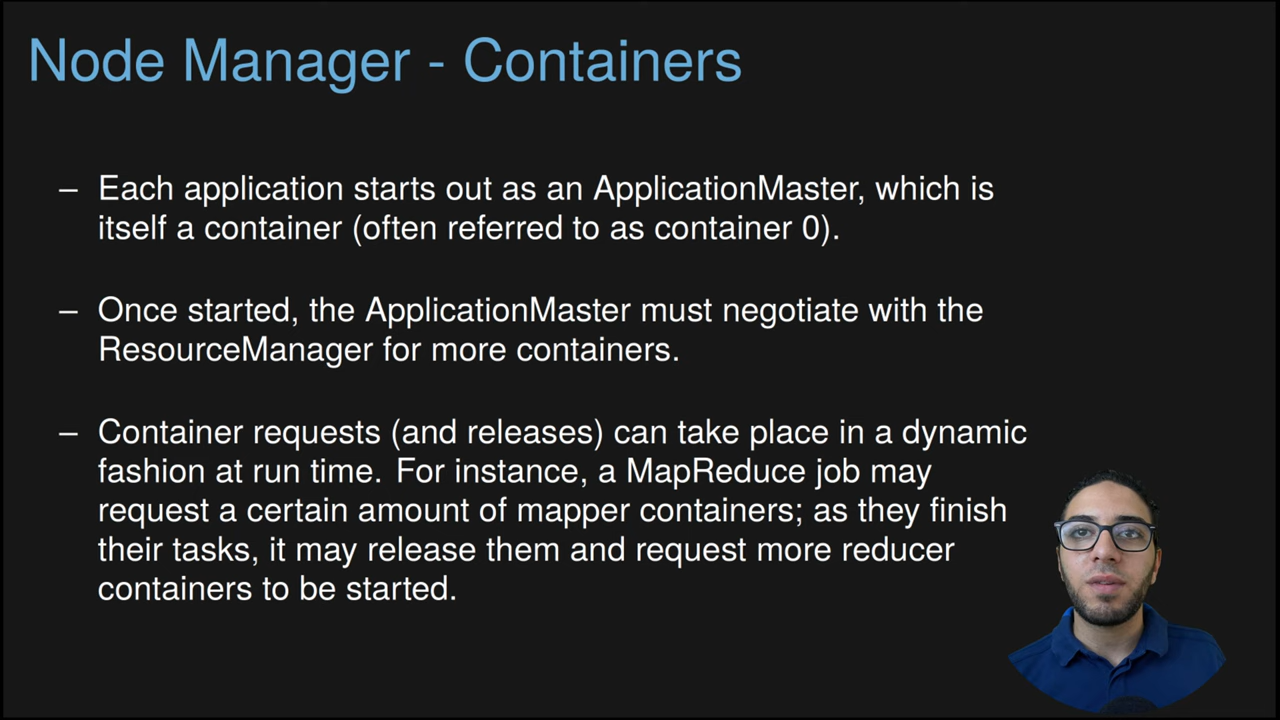 Node Manager - Containers
– Each application starts out as an ApplicationMaster, which is
itself a container (often referred to as container 0).
– Once started, the ApplicationMaster must negotiate with the
ResourceManager for more containers.
– Container requests (and releases) can take place in a dynamic
fashion at run time. For instance, a MapReduce job may
request a certain amount of mapper containers; as they finish
their tasks, it may release them and request more reducer
containers to be started.